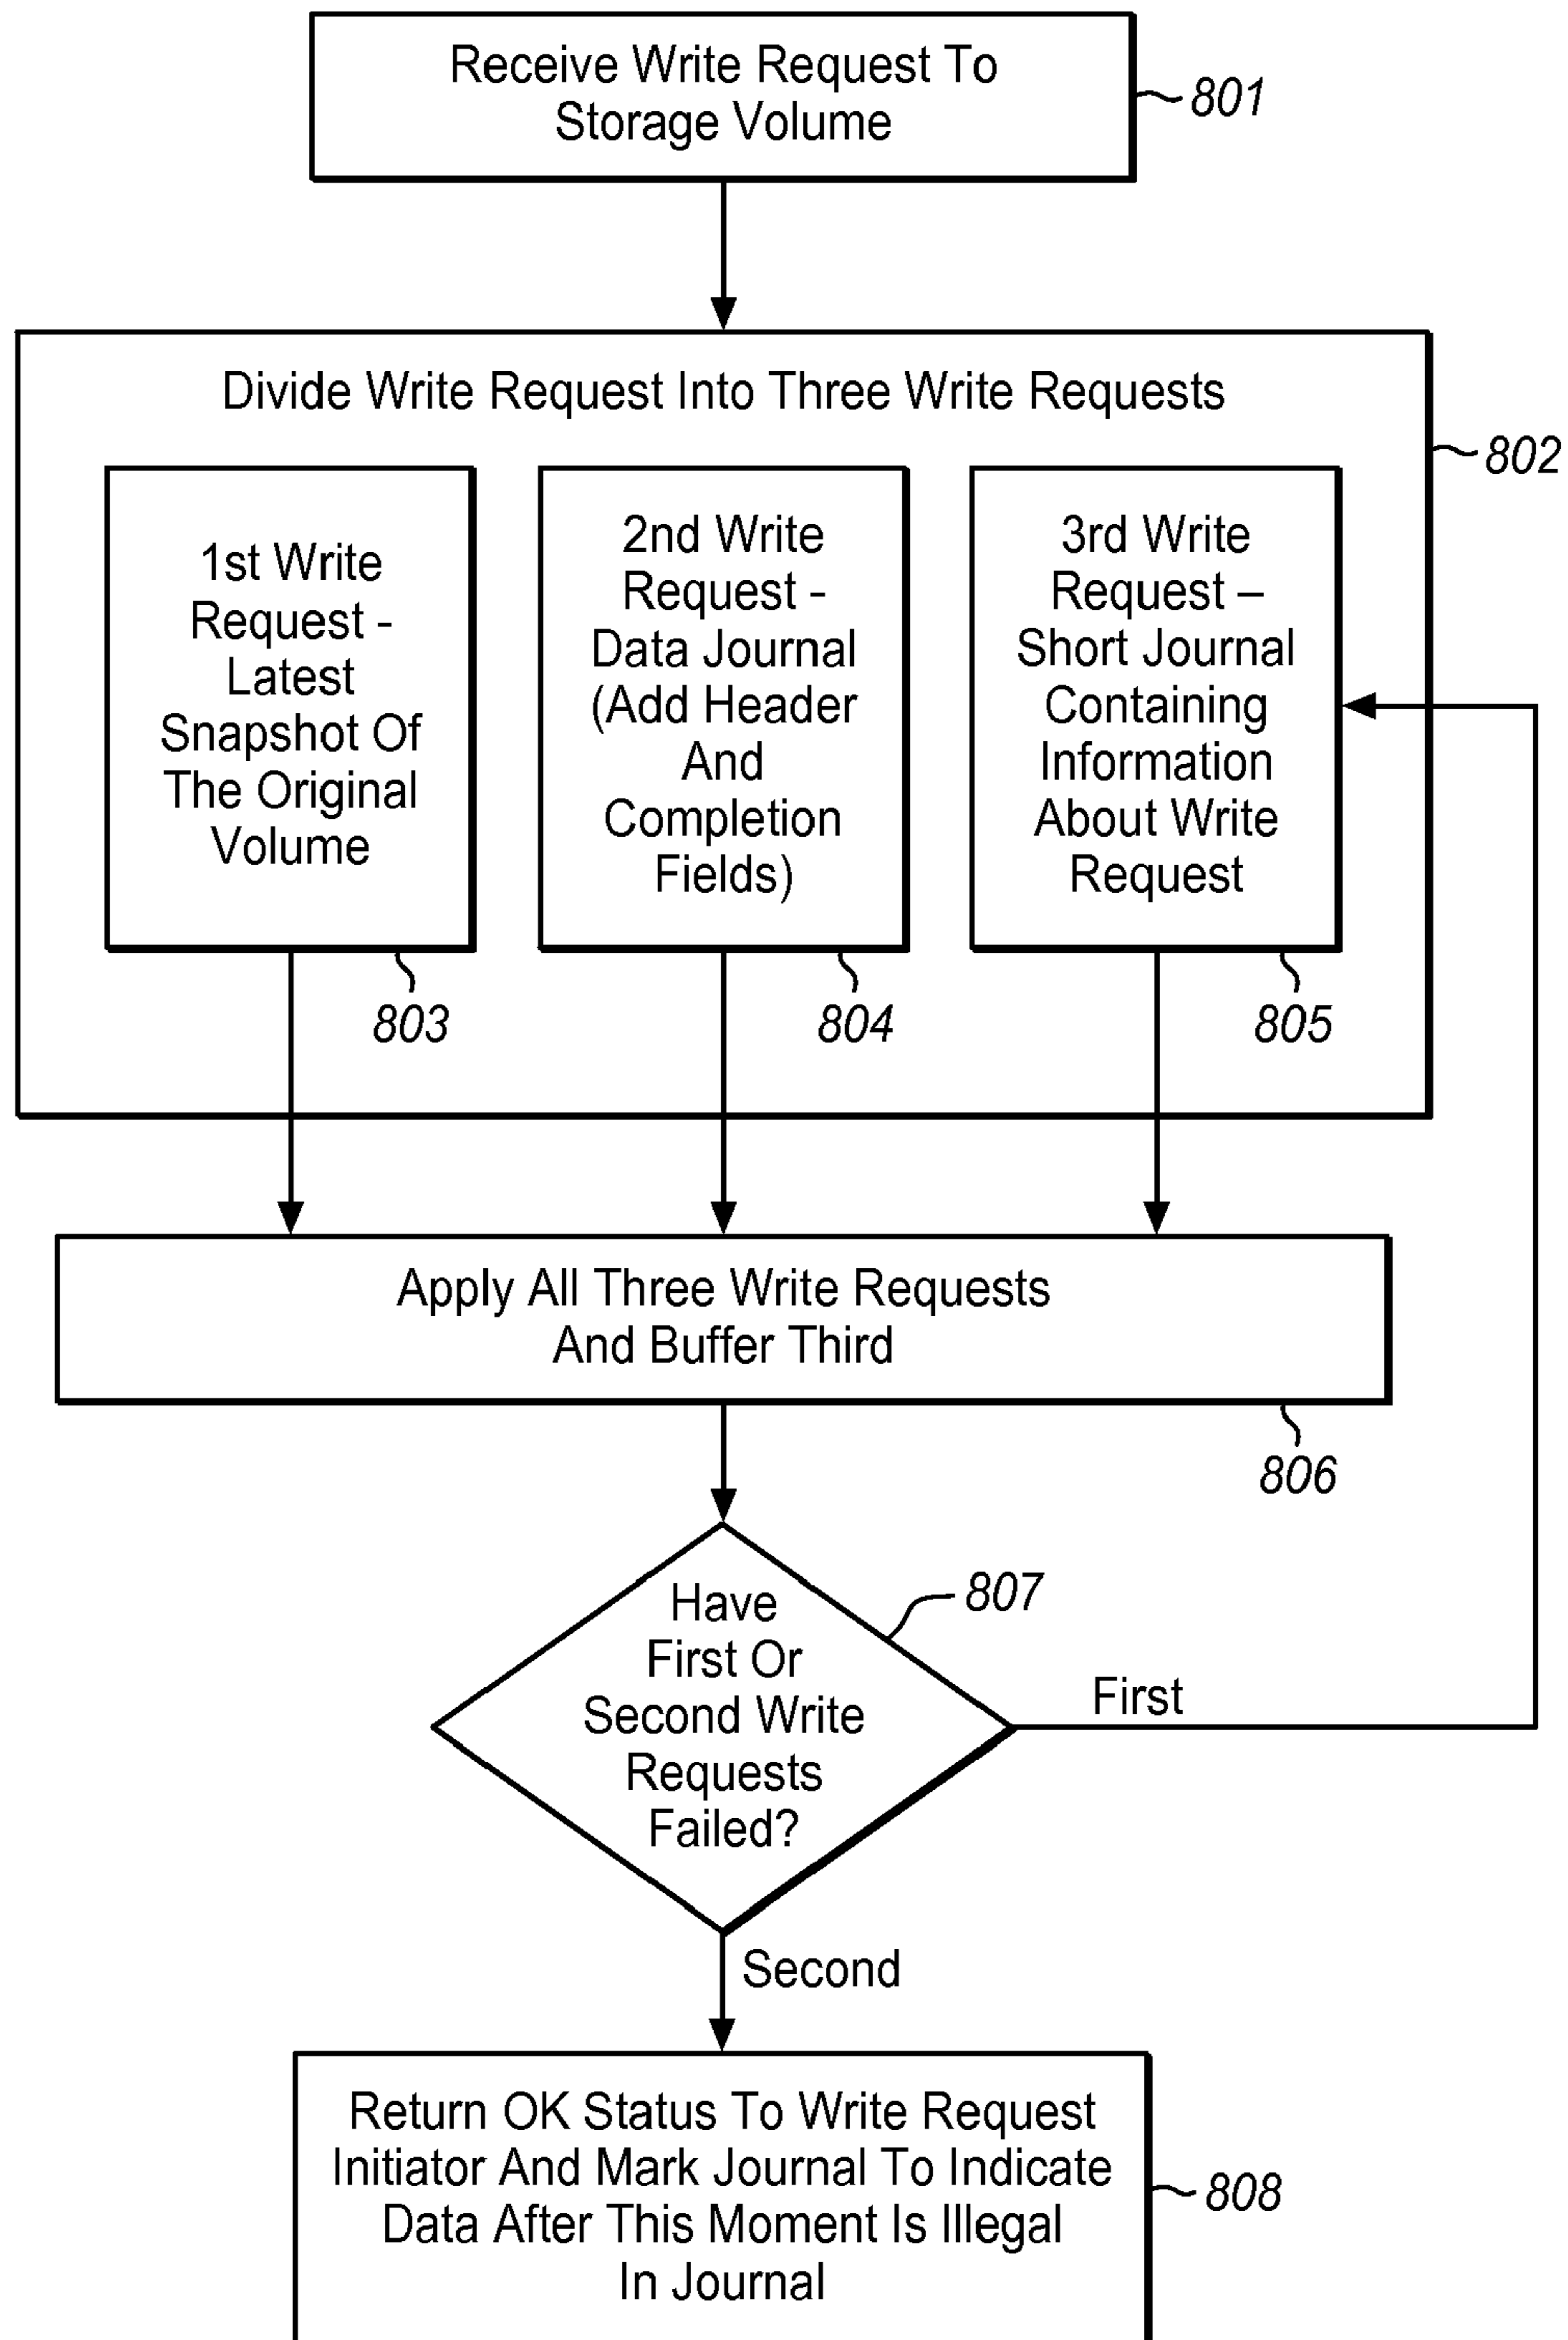 Receive Write Request To
Storage Volume
801
Divide Write Request Into Three Write Requests
802
1st Write
Request -
Latest
Snapshot Of
The Original
Volume
803
2nd Write
Request -
Data Journal
(Add Header
And
Completion
Fields)
804
3rd Write
Request –
Short Journal
Containing
Information
About Write
Request
805
Apply All Three Write Requests
And Buffer Third
806
Have
First Or
Second Write
Requests
Failed?
807
First
Second
Return OK Status To Write Request
Initiator And Mark Journal To Indicate
Data After This Moment Is Illegal
In Journal
808